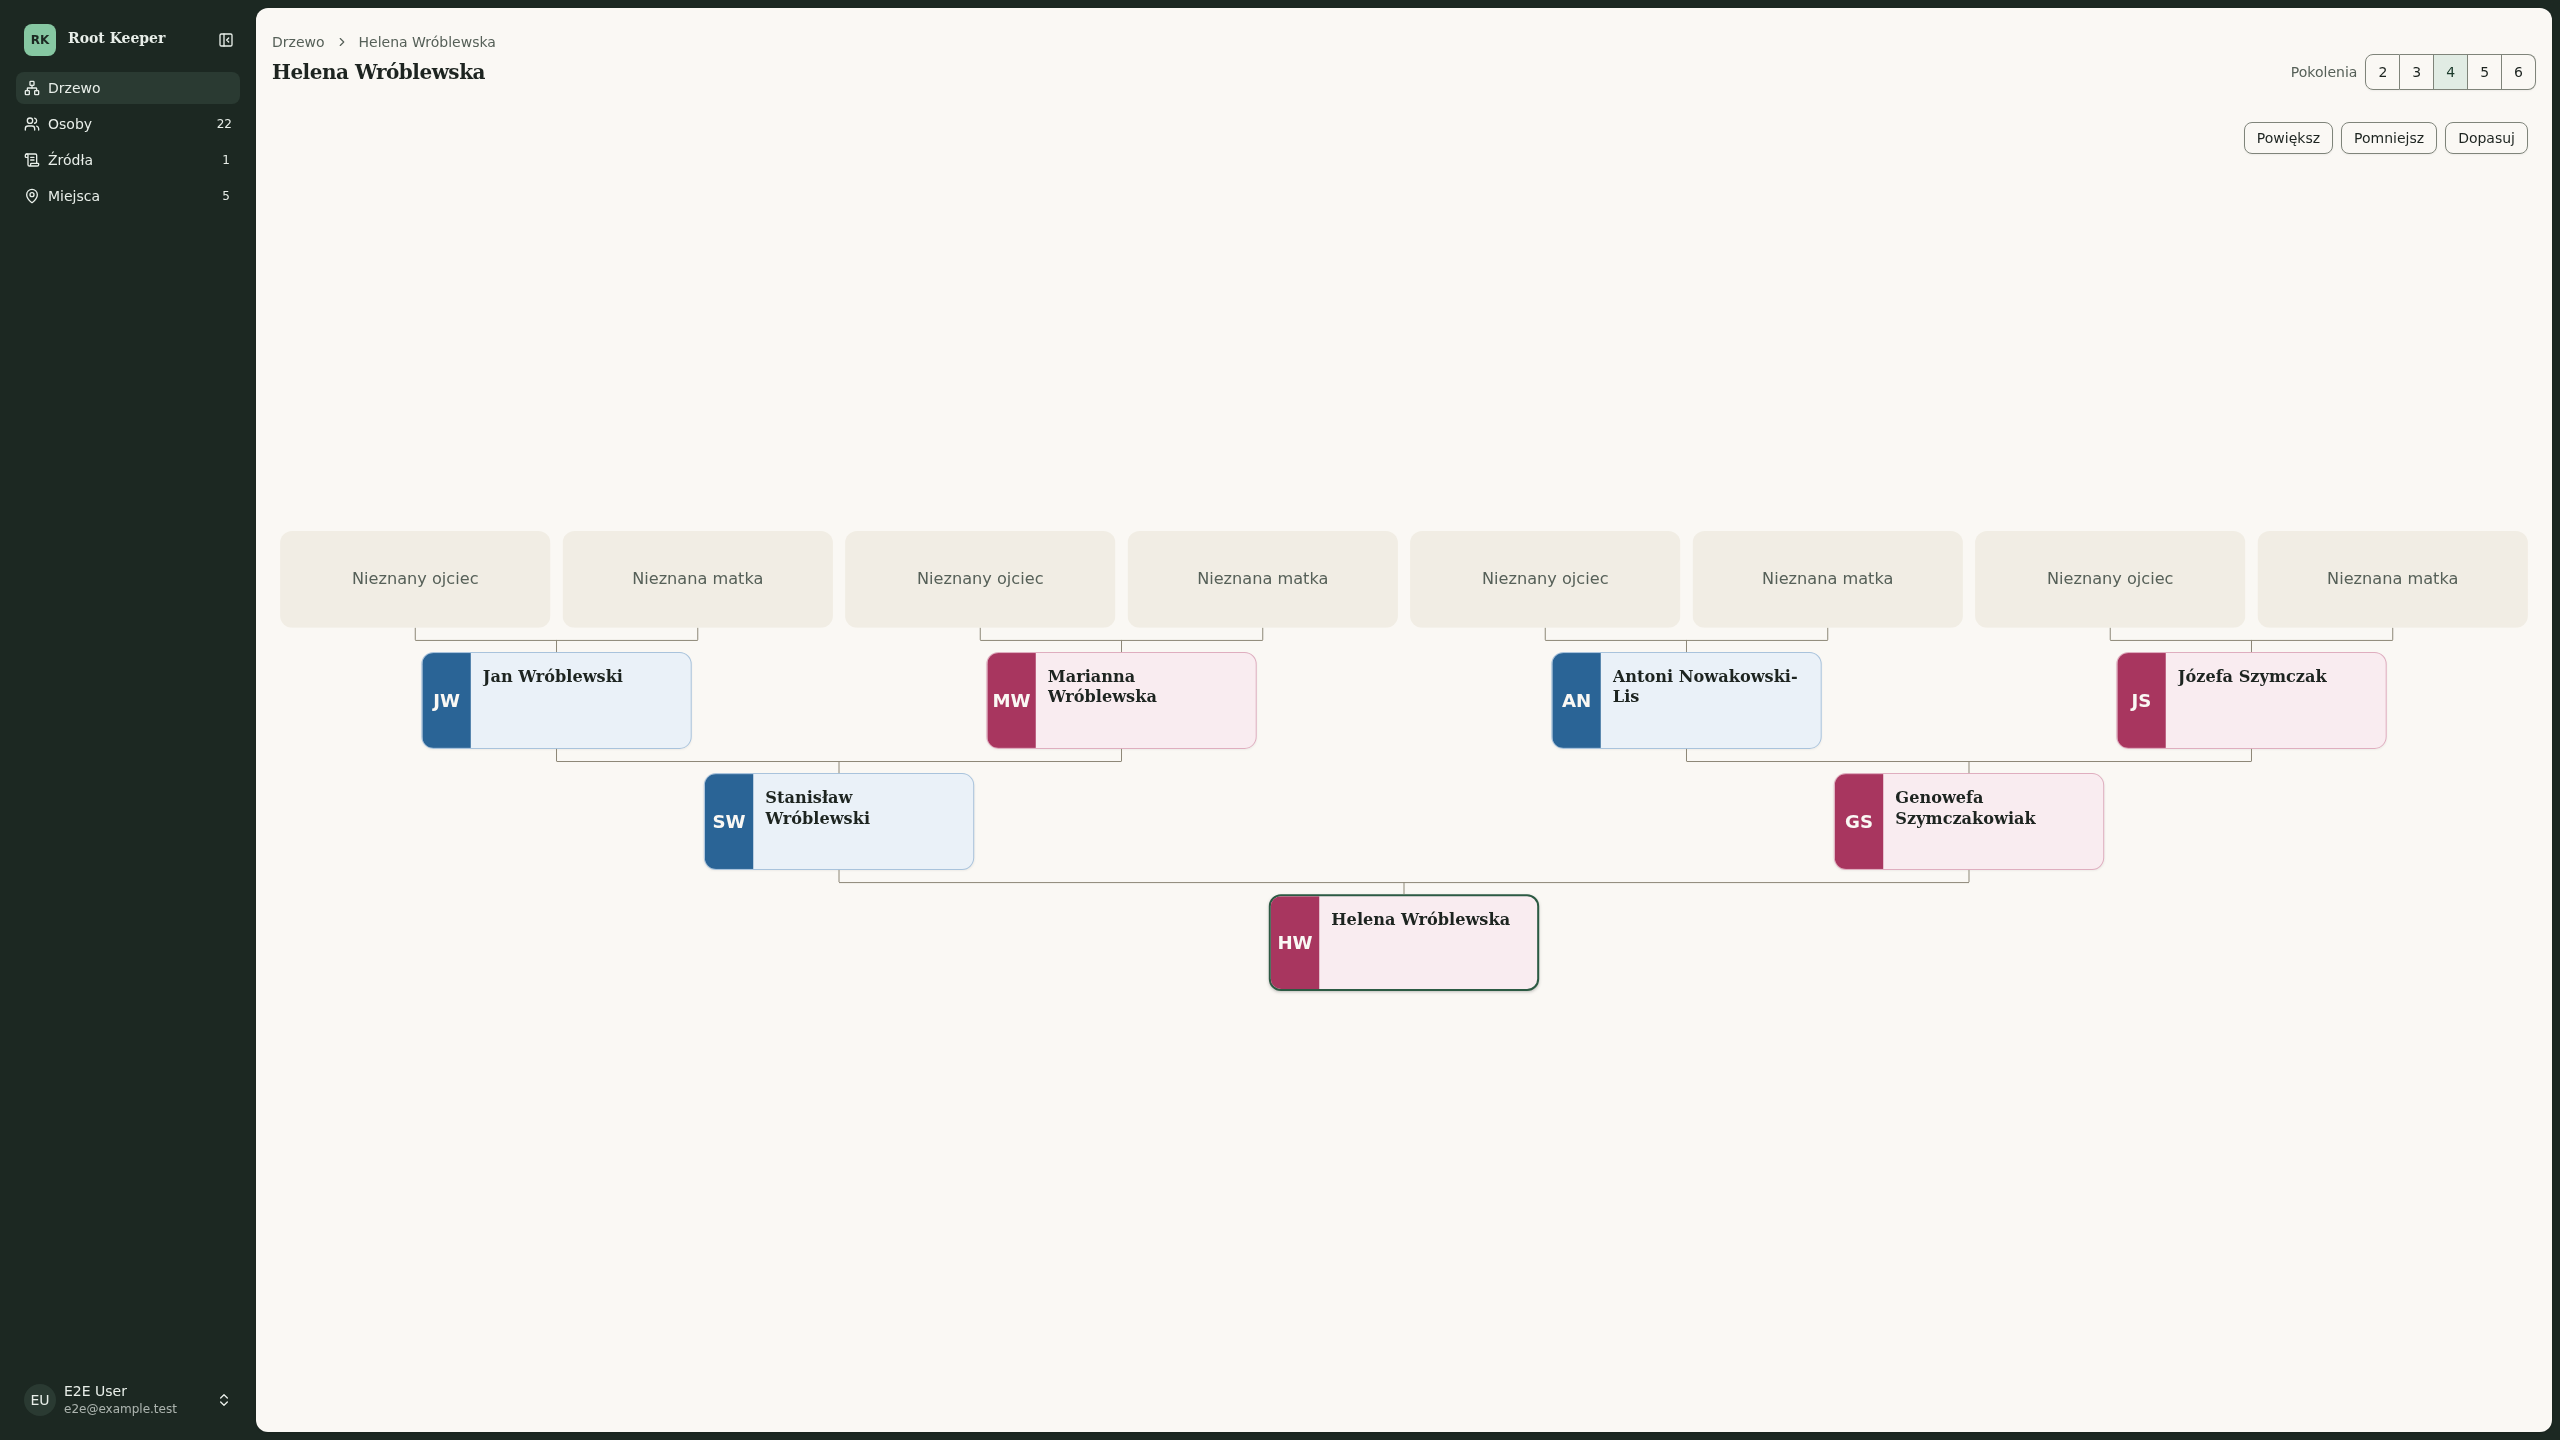 RK
Root Keeper
Drzewo
Osoby
22
Źródła
1
Miejsca
5
Drzewo
Helena Wróblewska
Helena Wróblewska
Pokolenia
2
3
4
5
6
Powiększ
Pomniejsz
Dopasuj
Nieznany ojciec
Nieznana matka
Nieznany ojciec
Nieznana matka
Nieznany ojciec
Nieznana matka
Nieznany ojciec
Nieznana matka
JW
Jan Wróblewski
MW
Marianna
Wróblewska
AN
Antoni Nowakowski-
Lis
JS
Józefa Szymczak
SW
Stanisław
Wróblewski
GS
Genowefa
Szymczakowiak
HW
Helena Wróblewska
EU
E2E User
e2e@example.test